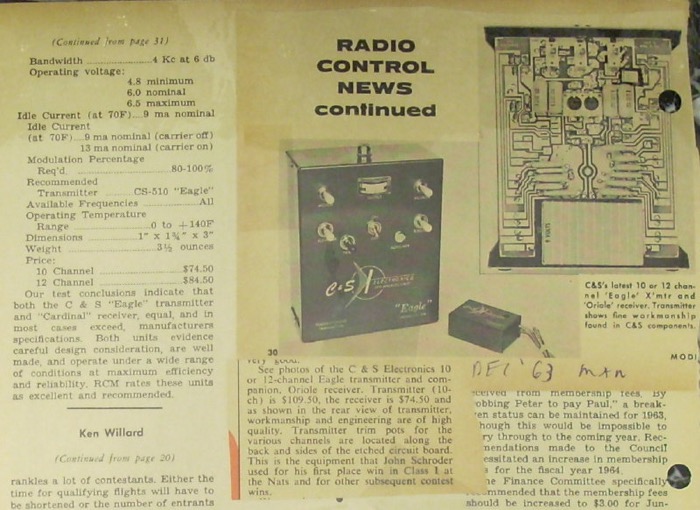 (Continued from page 31)
Bandwidth 4 Kc at 6 db
Operating voltage:
4.8 minimum
6.0 nominal
6.5 maximum
Idle Current (at 70F) 9 ma nominal
Idle Current
(at 70F) 9 ma nominal (carrier off)
13 ma nominal (carrier on)
Modulation Percentage
Req'd. 80-100%
Recommended
Transmitter CS-510 "Eagle"
Available Frequencies All
Operating Temperature
Range 0 to +140F
Dimensions 1" x 1¾" x 3"
Weight 3½ ounces
Price:
10 Channel $74.50
12 Channel $84.50
Our test conclusions indicate that
both the C & S "Eagle" transmitter
and "Cardinal" receiver, equal, and in
most cases exceed, manufacturers
specifications. Both units evidence
careful design consideration, are well
made, and operate under a wide range
of conditions at maximum efficiency
and reliability. RCM rates these units
as excellent and recommended.
Ken Willard
(Continued from page 20)
rankles a lot of contestants. Either the
time for qualifying flights will have to
be shortened or the number of entrants
RADIO
CONTROL
NEWS
continued
C&S ELECTRONICS
"Eagle"
30
very good.
See photos of the C & S Electronics 10
or 12-channel Eagle transmitter and com-
panion, Oriole receiver. Transmitter (10-
ch) is $109.50, the receiver is $74.50 and
as shown in the rear view of transmitter,
workmanship and engineering are of high
quality. Transmitter trim pots for the
various channels are located along the
back and sides of the etched circuit board.
This is the equipment that John Schroder
used for his first place win in Class I at
the Nats and for other subsequent contest
wins.
9 VOLTS
C&S's latest 10 or 12 chan-
nel 'Eagle' X'mtr and
'Oriole' receiver. Transmitter
shows fine workmanship
found in C&S components.
MOD
DEC '63 MAN
received from membership fees. By
obbing Peter to pay Paul," a break-
en status can be maintained for 1963,
hough this would be impossible to
ry through to the coming year. Rec-
mendations made to the Council
essitated an increase in membership
s for the fiscal year 1964.
he Finance Committee specifically
mmended that the membership fees
should be increased to $3.00 for Jun-